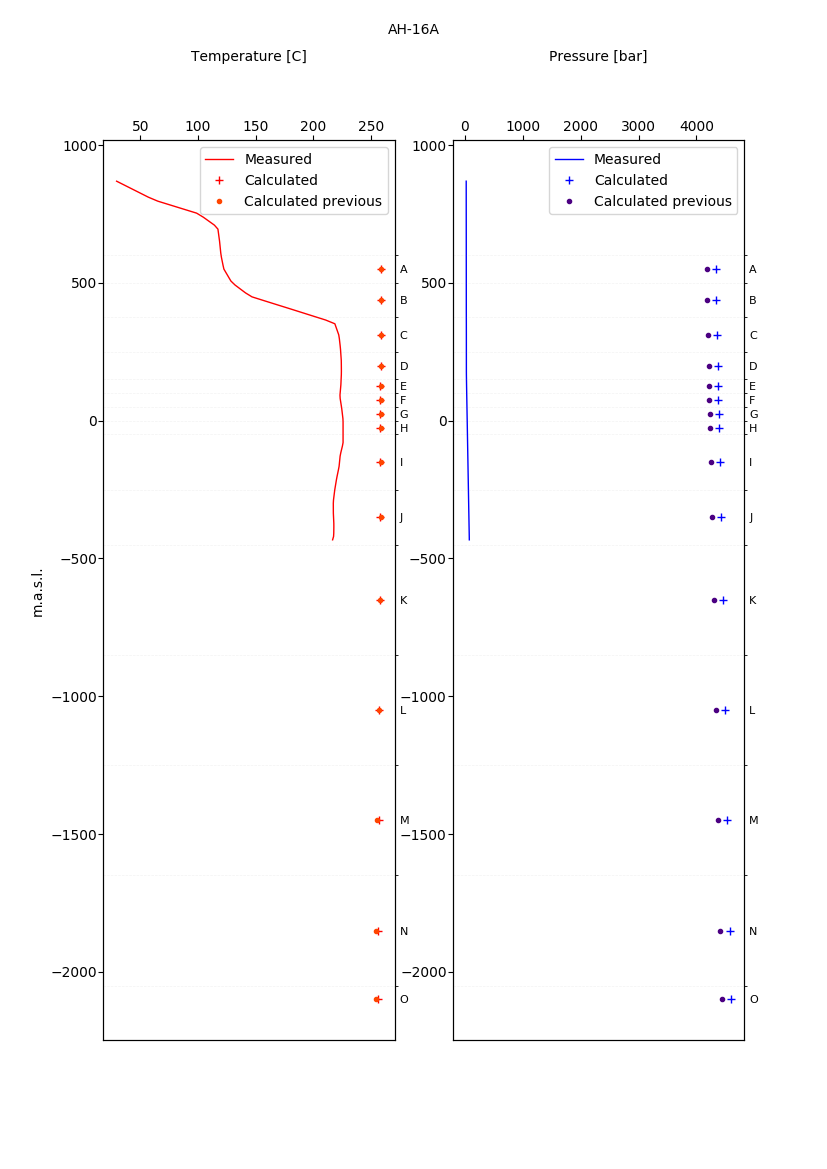 AH-16A
Temperature [C]
Pressure [bar]
50 100 150 200 250
0 1000 2000 3000 4000
Measured
Calculated
Calculated previous
Measured
Calculated
Calculated previous
m.a.s.l.
1000
500
0
−500
−1000
−1500
−2000
A
B
C
D
E
F
G
H
I
J
K
L
M
N
O
1000
500
0
−500
−1000
−1500
−2000
A
B
C
D
E
F
G
H
I
J
K
L
M
N
O